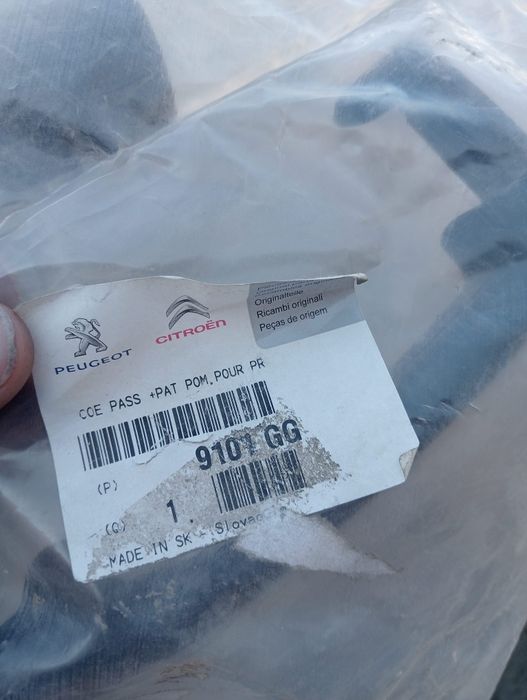 Originalteile
Ricambi originali
Peças de origem
PEUGEOT
CITROËN
COE PASS +PAT POM.POUR PR
9101 GG
(P)
(Q) 1.
MADE IN SK -